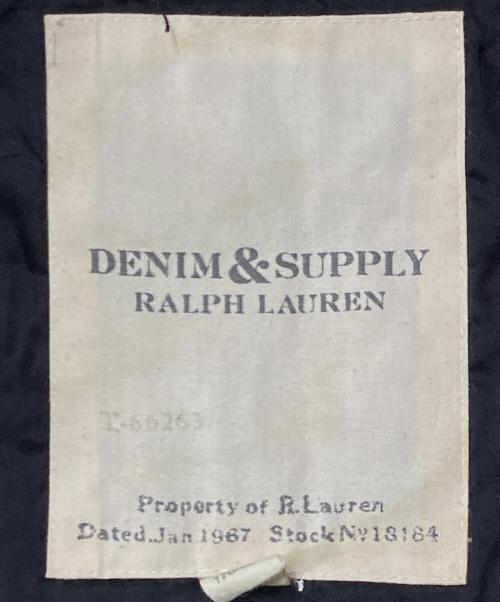 DENIM & SUPPLY
RALPH LAUREN
T-66263
Property of R. Lauren
Dated. Jan 1967 Stock No 18184